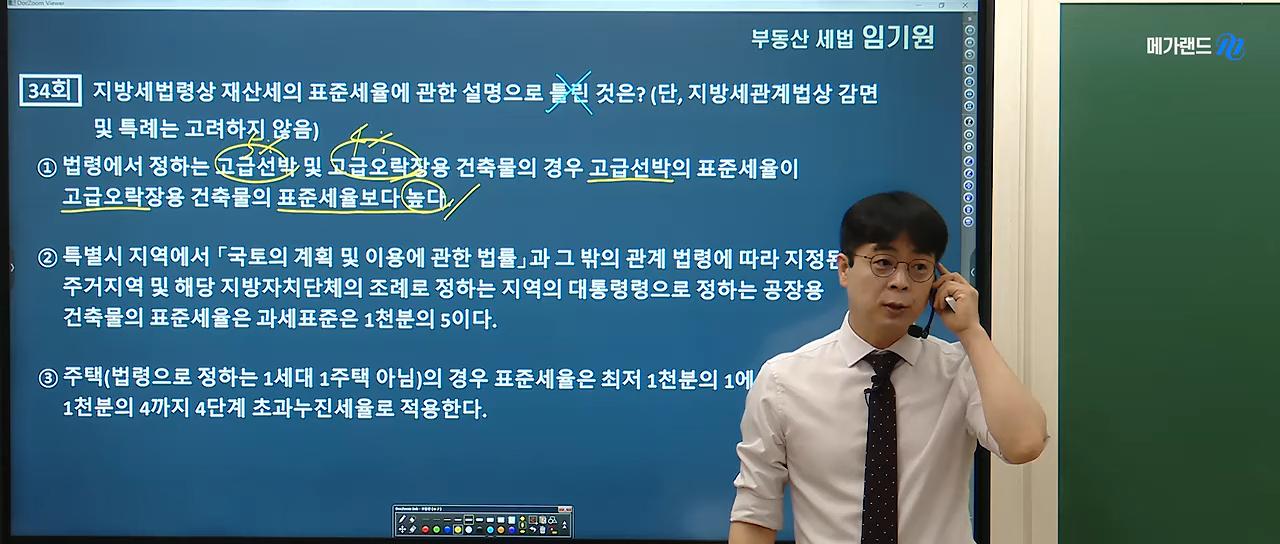 DocZoom Viewer
부동산 세법 임기원
메가랜드
34회 지방세법령상 재산세의 표준세율에 관한 설명으로 틀린 것은? (단, 지방세관계법상 감면
및 특례는 고려하지 않음)
5% 4%
① 법령에서 정하는 고급선박 및 고급오락장용 건축물의 경우 고급선박의 표준세율이
고급오락장용 건축물의 표준세율보다 높다.
② 특별시 지역에서 「국토의 계획 및 이용에 관한 법률」과 그 밖의 관계 법령에 따라 지정된
주거지역 및 해당 지방자치단체의 조례로 정하는 지역의 대통령령으로 정하는 공장용
건축물의 표준세율은 과세표준은 1천분의 5이다.
③ 주택(법령으로 정하는 1세대 1주택 아님)의 경우 표준세율은 최저 1천분의 1에
1천분의 4까지 4단계 초과누진세율로 적용한다.